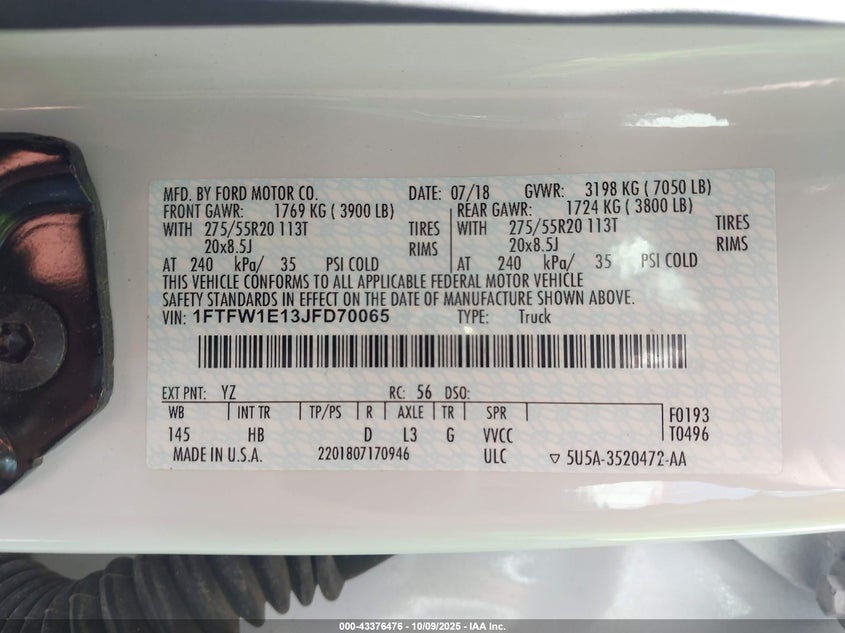 MFD. BY FORD MOTOR CO. DATE: 07/18 GVWR: 3198 KG ( 7050 LB)
FRONT GAWR: 1769 KG ( 3900 LB) REAR GAWR: 1724 KG ( 3800 LB)
WITH 275/55R20 113T TIRES WITH 275/55R20 113T TIRES
20x8.5J RIMS 20x8.5J RIMS
AT 240 kPa/ 35 PSI COLD AT 240 kPa/ 35 PSI COLD
THIS VEHICLE CONFORMS TO ALL APPLICABLE FEDERAL MOTOR VEHICLE
SAFETY STANDARDS IN EFFECT ON THE DATE OF MANUFACTURE SHOWN ABOVE.
VIN: 1FTFW1E13JFD70065 TYPE: Truck
EXT PNT: YZ RC: 56 DSO:
WB INT TR TP/PS R AXLE TR SPR F0193
145 HB D L3 G VVCC T0496
MADE IN U.S.A. 2201807170946 ULC ▽ 5U5A-3520472-AA
000-43376476 - 10/09/2025 - IAA Inc.